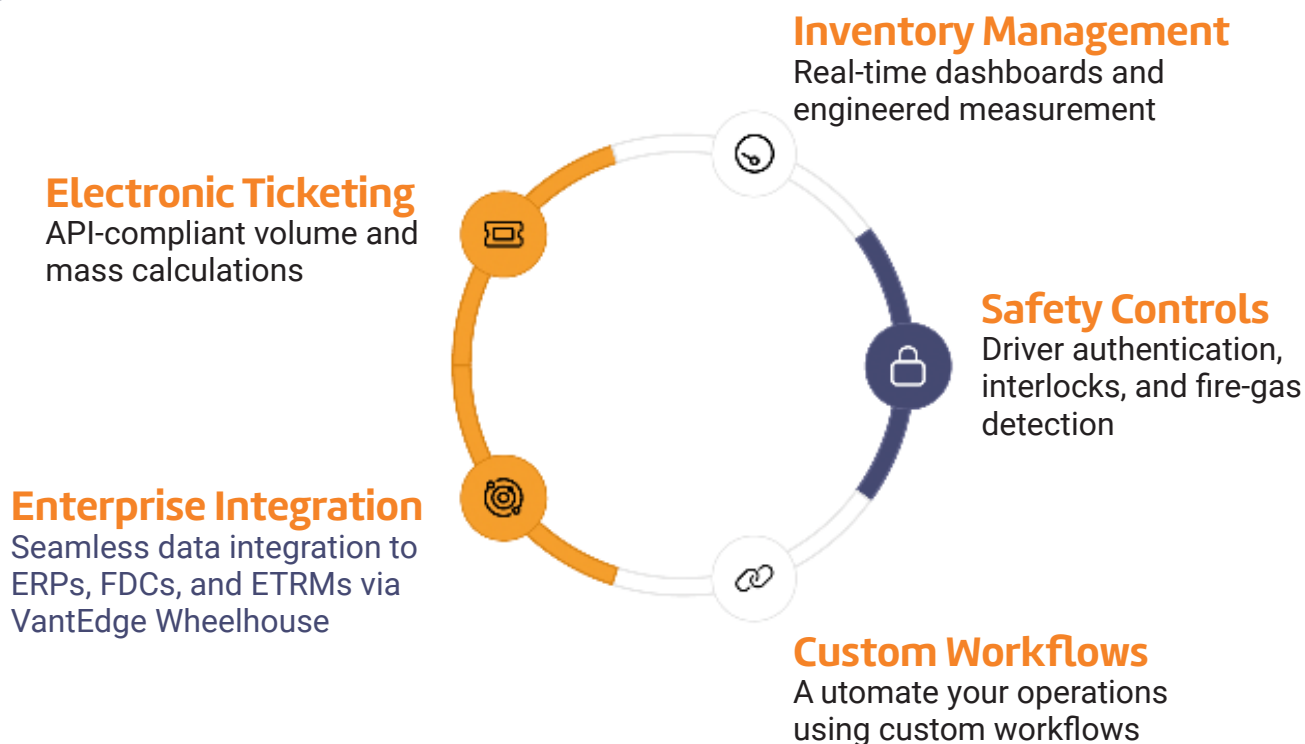 Inventory Management
Real-time dashboards and
engineered measurement
Electronic Ticketing
API-compliant volume and
mass calculations
Safety Controls
Driver authentication,
interlocks, and fire-gas
detection
Enterprise Integration
Seamless data integration to
ERPs, FDCs, and ETRMs via
VantEdge Wheelhouse
Custom Workflows
A utomate your operations
using custom workflows